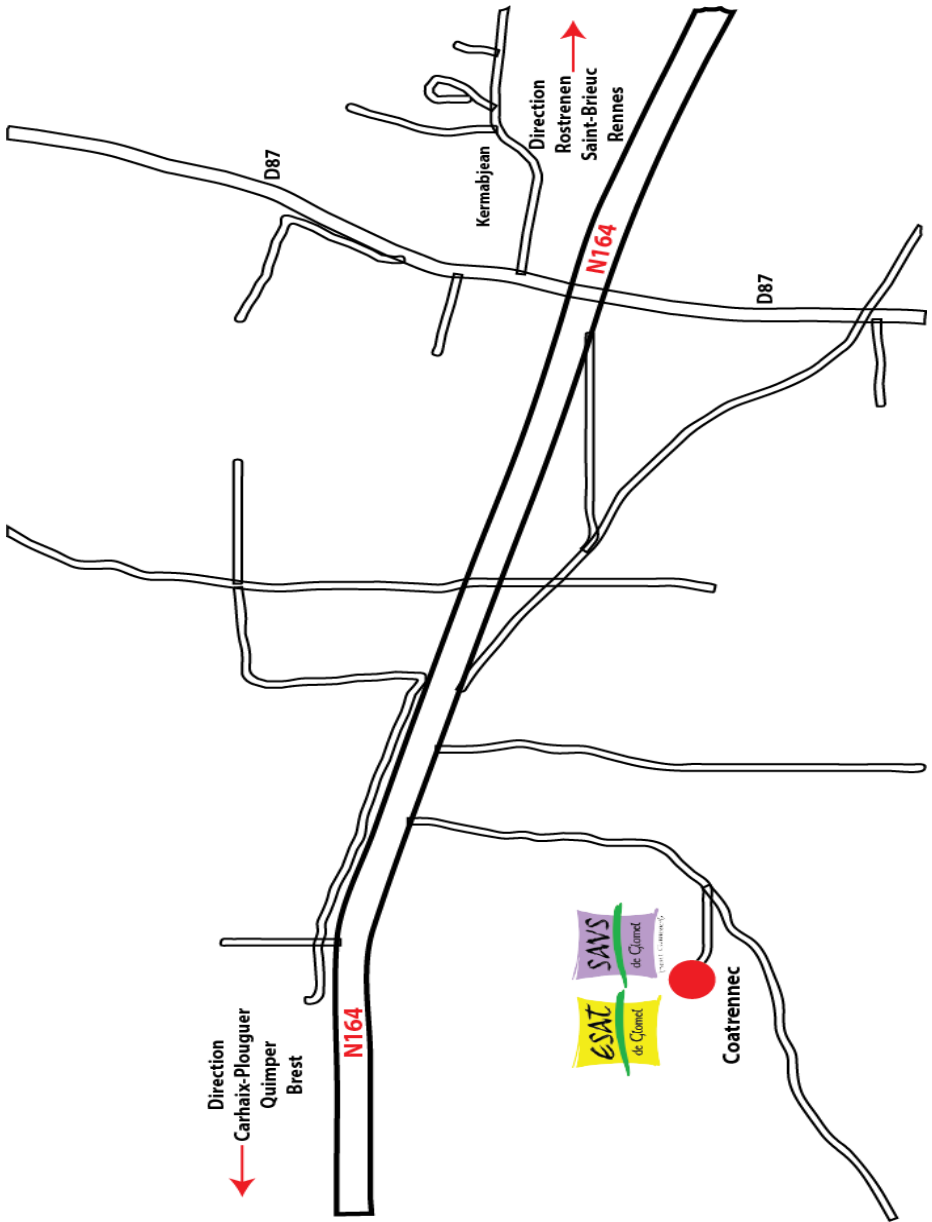 Direction
Carhaix-Plouguer
Quimper
Brest
D87
N164
Kermabjean
Direction
Rostrenen
Saint-Brieuc
Rennes
N164
ESAT
de Glomel
SAVS
de Glomel
Coatrennec
D87